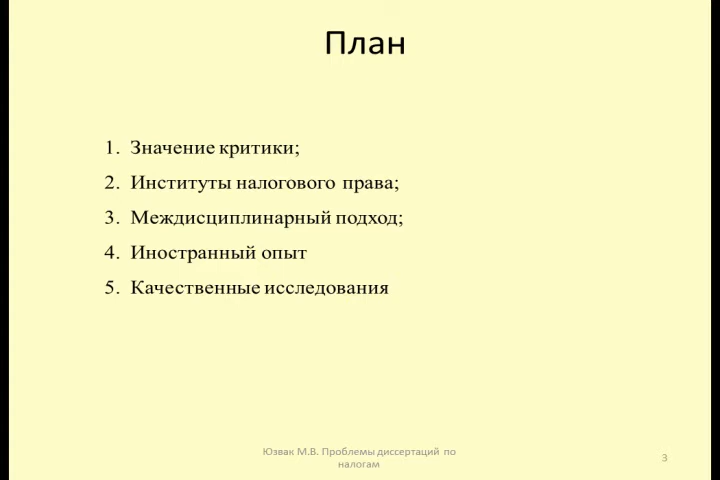 План
1. Значение критики;
2. Институты налогового права;
3. Междисциплинарный подход;
4. Иностранный опыт
5. Качественные исследования
Юзвак М.В. Проблемы диссертаций по
налогам
3